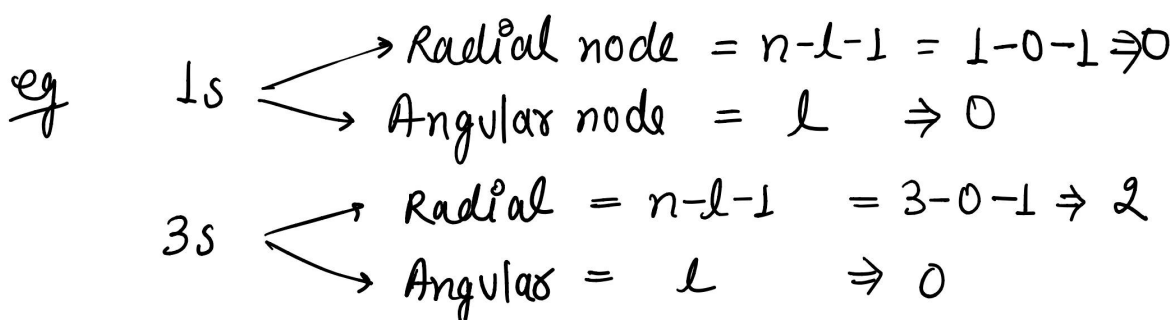 Radial node = n-l-1 = 1-0-1 ⇒ 0
eg 1s
Angular node = l ⇒ 0
Radial = n-l-1 = 3-0-1 ⇒ 2
3s
Angular = l ⇒ 0